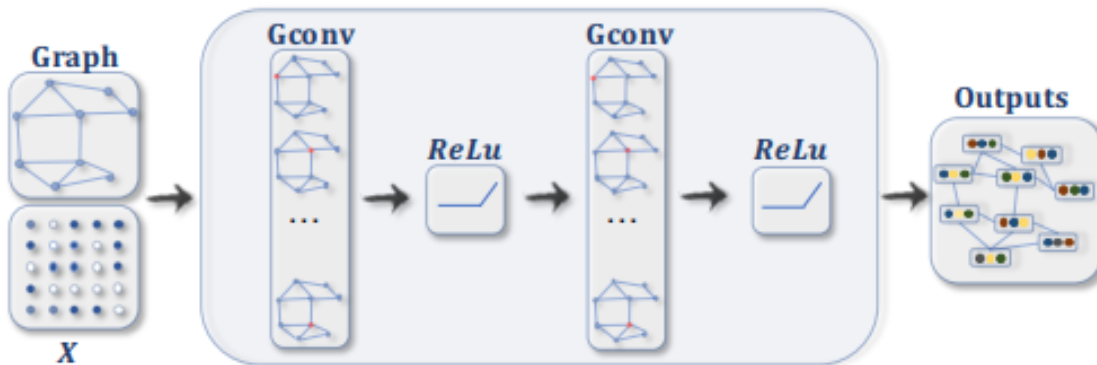 Graph
X
Gconv
...
ReLu
Gconv
...
ReLu
Outputs